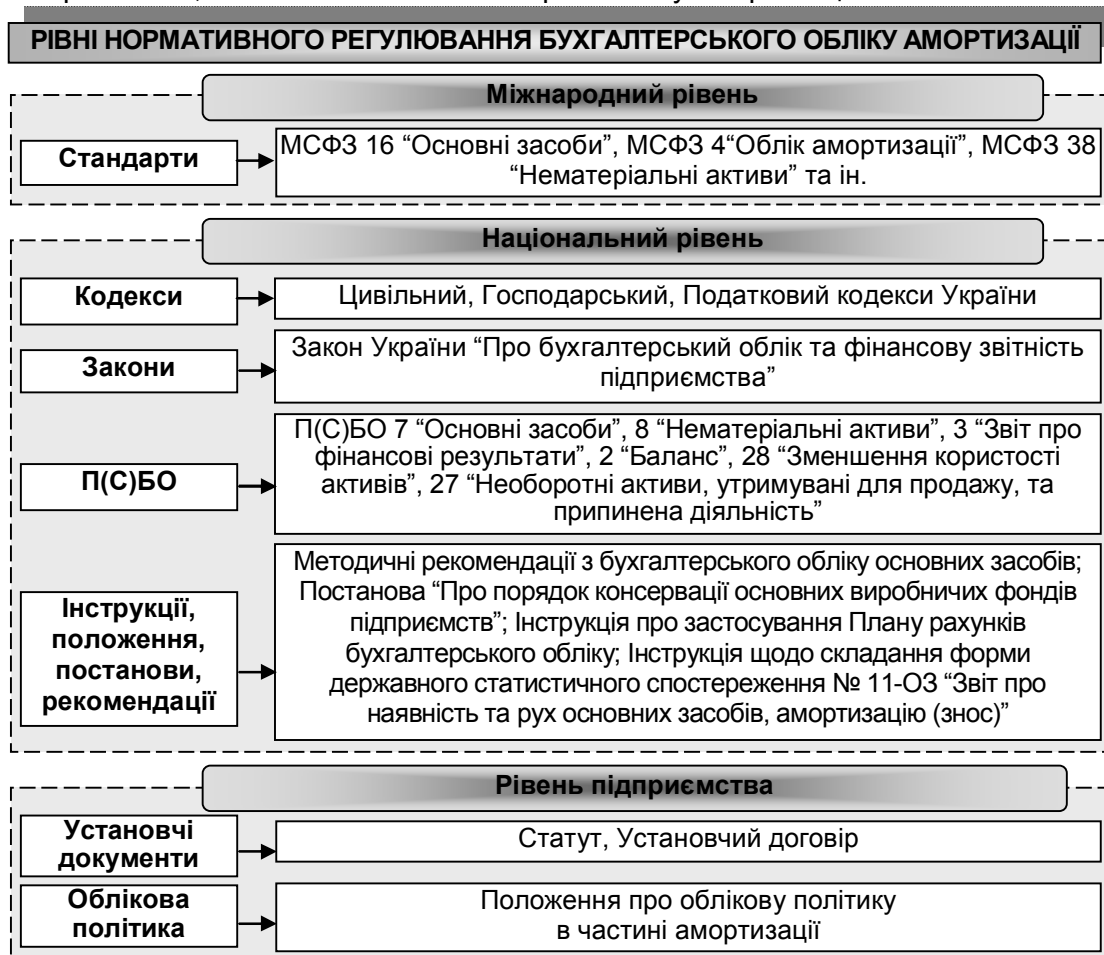 РІВНІ НОРМАТИВНОГО РЕГУЛЮВАННЯ БУХГАЛТЕРСЬКОГО ОБЛІКУ АМОРТИЗАЦІЇ
Міжнародний рівень
Стандарти
МСФЗ 16 “Основні засоби”, МСФЗ 4“Облік амортизації”, МСФЗ 38
“Нематеріальні активи” та ін.
Національний рівень
Кодекси
Цивільний, Господарський, Податковий кодекси України
Закони
Закон України “Про бухгалтерський облік та фінансову звітність
підприємства”
П(С)БО
П(С)БО 7 “Основні засоби”, 8 “Нематеріальні активи”, 3 “Звіт про
фінансові результати”, 2 “Баланс”, 28 “Зменшення користості
активів”, 27 “Необоротні активи, утримувані для продажу, та
припинена діяльність”
Інструкції,
положення,
постанови,
рекомендації
Методичні рекомендації з бухгалтерського обліку основних засобів;
Постанова “Про порядок консервації основних виробничих фондів
підприємств”; Інструкція про застосування Плану рахунків
бухгалтерського обліку; Інструкція щодо складання форми
державного статистичного спостереження № 11-ОЗ “Звіт про
наявність та рух основних засобів, амортизацію (знос)”
Рівень підприємства
Установчі
документи
Статут, Установчий договір
Облікова
політика
Положення про облікову політику
в частині амортизації